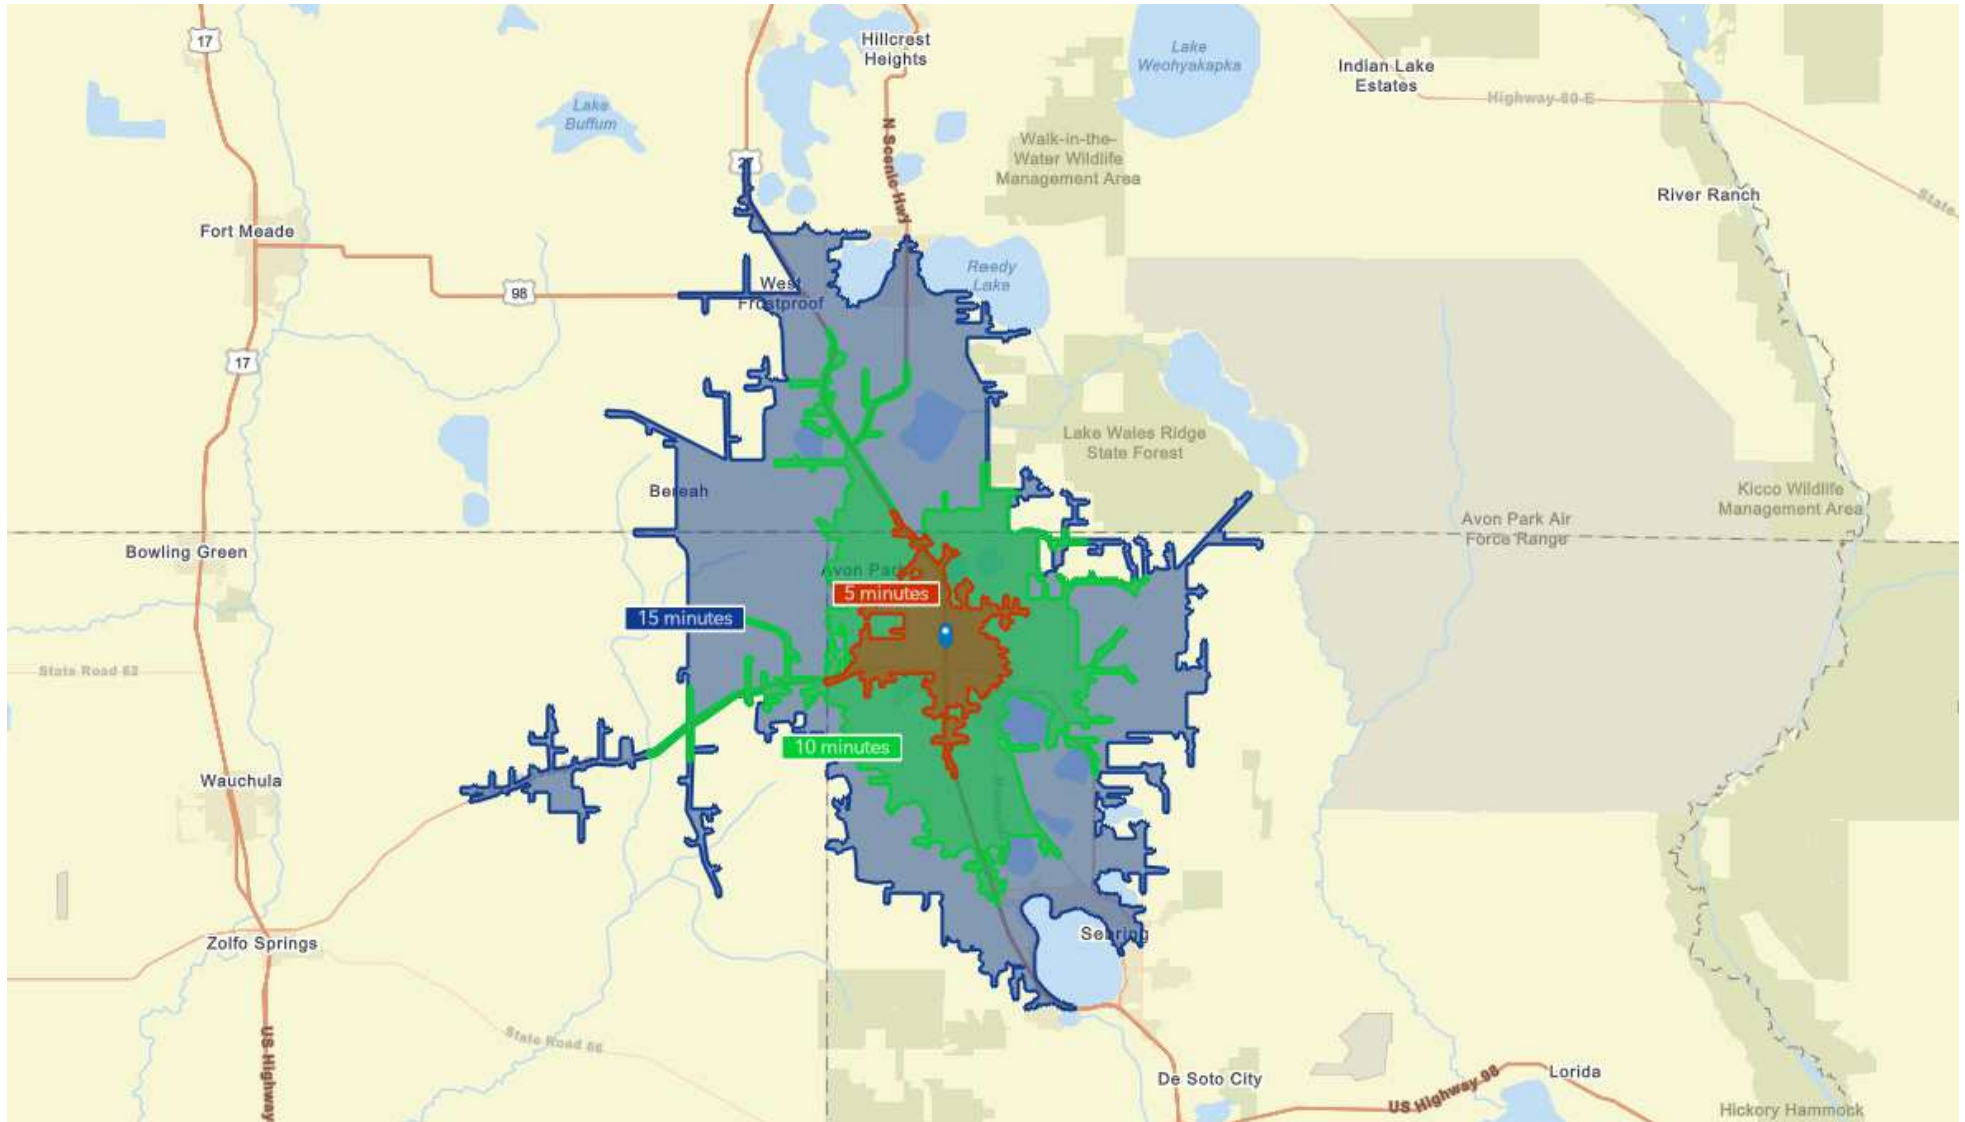 17
Hillcrest
Heights
Lake
Weohyakapka
Indian Lake
Estates
Highway 60 E
Lake
Buffum
N Scenic Hwy
Walk-in-the-
Water Wildlife
Management Area
27
River Ranch
State
Fort Meade
Reedy
Lake
98
West
Frostproof
17
Lake Wales Ridge
State Forest
Bereah
Kicco Wildlife
Management Area
Avon Park Air
Force Range
Bowling Green
Avon Park
5 minutes
15 minutes
State Road 62
10 minutes
Wauchula
Sebring
Zolfo Springs
State Road 66
US Highway
De Soto City
Lorida
US Highway 98
Hickory Hammock